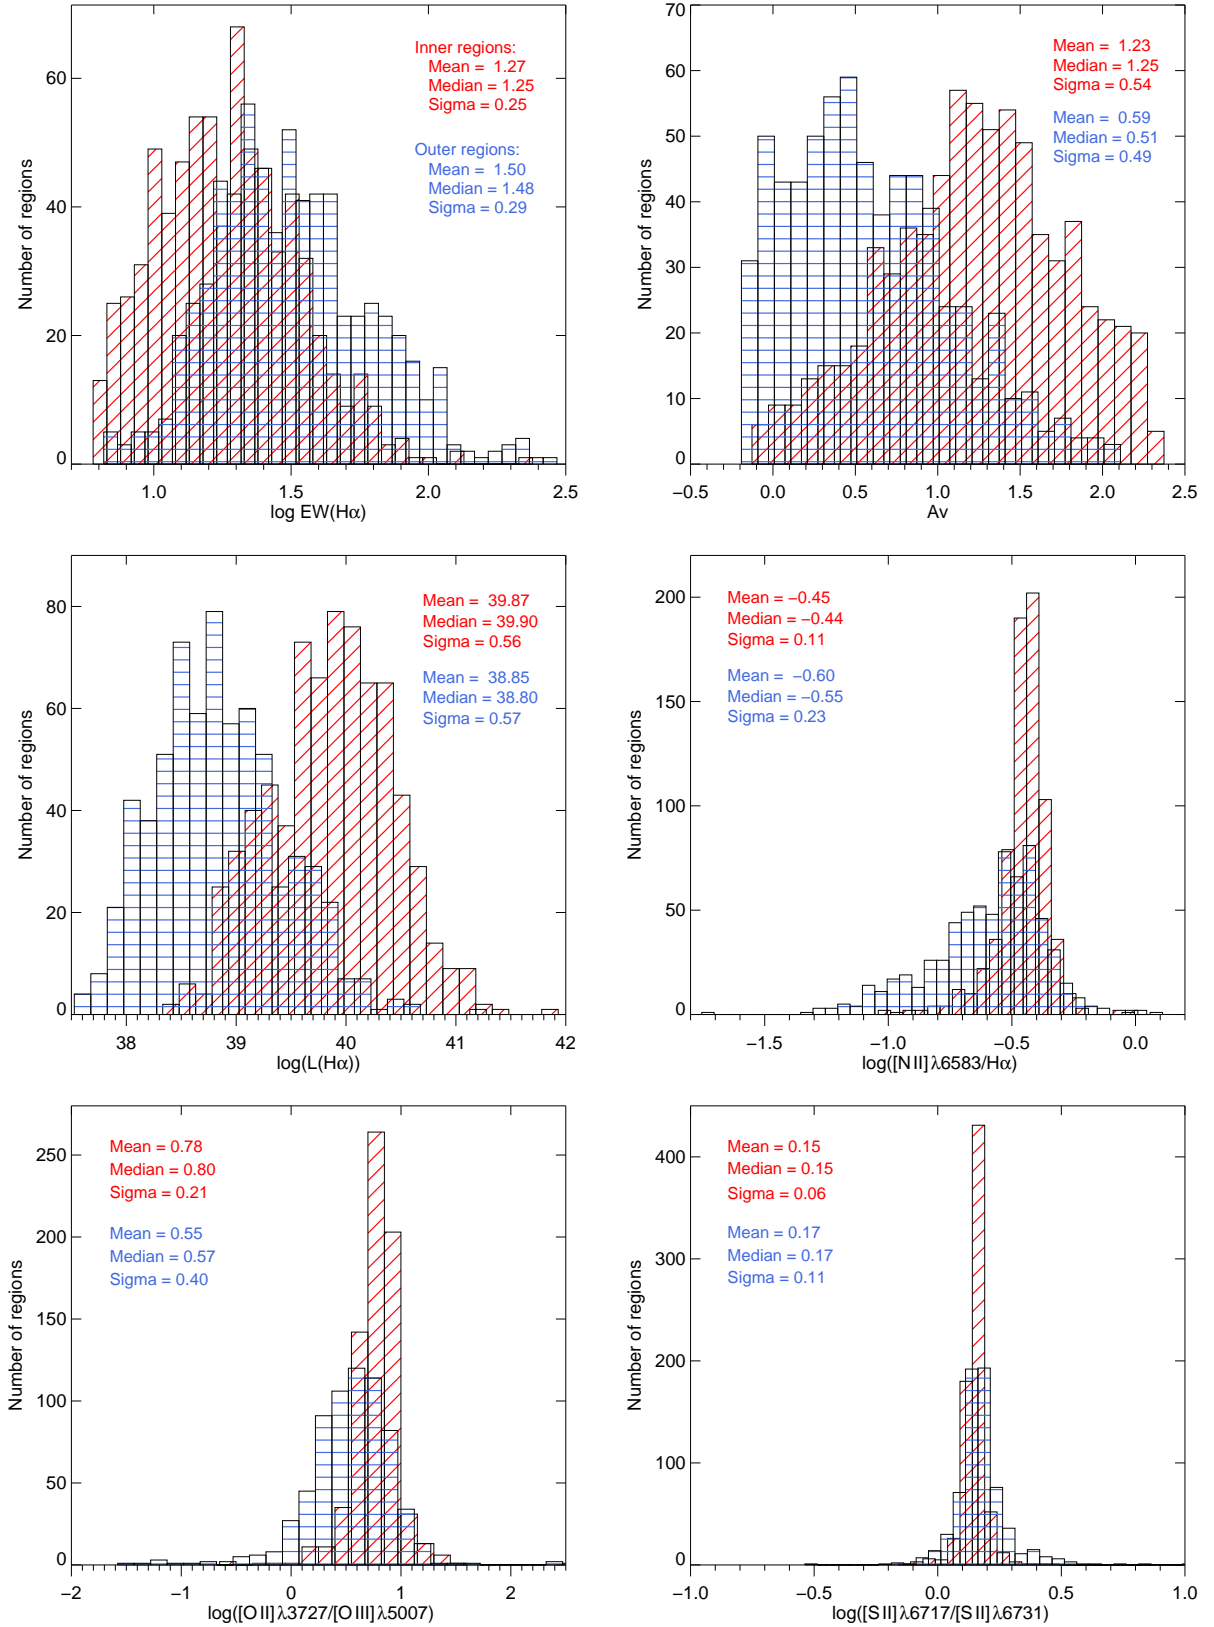 Number of regions
60
40
20
0
Inner regions:
Mean = 1.27
Median = 1.25
Sigma = 0.25
Outer regions:
Mean = 1.50
Median = 1.48
Sigma = 0.29
1.0 1.5 2.0 2.5
log EW(Hα)
Number of regions
70
60
50
40
30
20
10
0
Mean = 1.23
Median = 1.25
Sigma = 0.54
Mean = 0.59
Median = 0.51
Sigma = 0.49
−0.5 0.0 0.5 1.0 1.5 2.0 2.5
Av
Number of regions
80
60
40
20
0
Mean = 39.87
Median = 39.90
Sigma = 0.56
Mean = 38.85
Median = 38.80
Sigma = 0.57
38 39 40 41 42
log(L(Hα))
Number of regions
200
150
100
50
0
Mean = −0.45
Median = −0.44
Sigma = 0.11
Mean = −0.60
Median = −0.55
Sigma = 0.23
−1.5 −1.0 −0.5 0.0
log([NII]λ6583/Hα)
Number of regions
250
200
150
100
50
0
Mean = 0.78
Median = 0.80
Sigma = 0.21
Mean = 0.55
Median = 0.57
Sigma = 0.40
−2 −1 0 1 2
log([OII]λ3727/[OIII]λ5007)
Number of regions
400
300
200
100
0
Mean = 0.15
Median = 0.15
Sigma = 0.06
Mean = 0.17
Median = 0.17
Sigma = 0.11
−1.0 −0.5 0.0 0.5 1.0
log([SII]λ6717/[SII]λ6731)